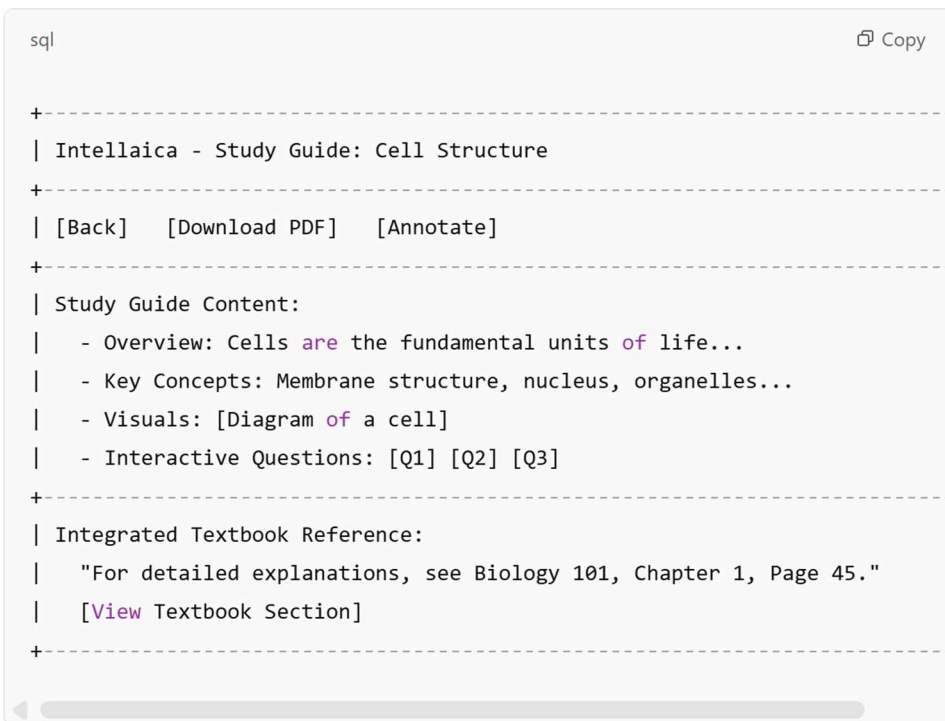 sql Copy
+-------------------------------------------------------------------------
| Intellaica - Study Guide: Cell Structure
+-------------------------------------------------------------------------
| [Back]   [Download PDF]   [Annotate]
+-------------------------------------------------------------------------
| Study Guide Content:
|   - Overview: Cells are the fundamental units of life...
|   - Key Concepts: Membrane structure, nucleus, organelles...
|   - Visuals: [Diagram of a cell]
|   - Interactive Questions: [Q1] [Q2] [Q3]
+-------------------------------------------------------------------------
| Integrated Textbook Reference:
|   "For detailed explanations, see Biology 101, Chapter 1, Page 45."
|   [View Textbook Section]
+-------------------------------------------------------------------------